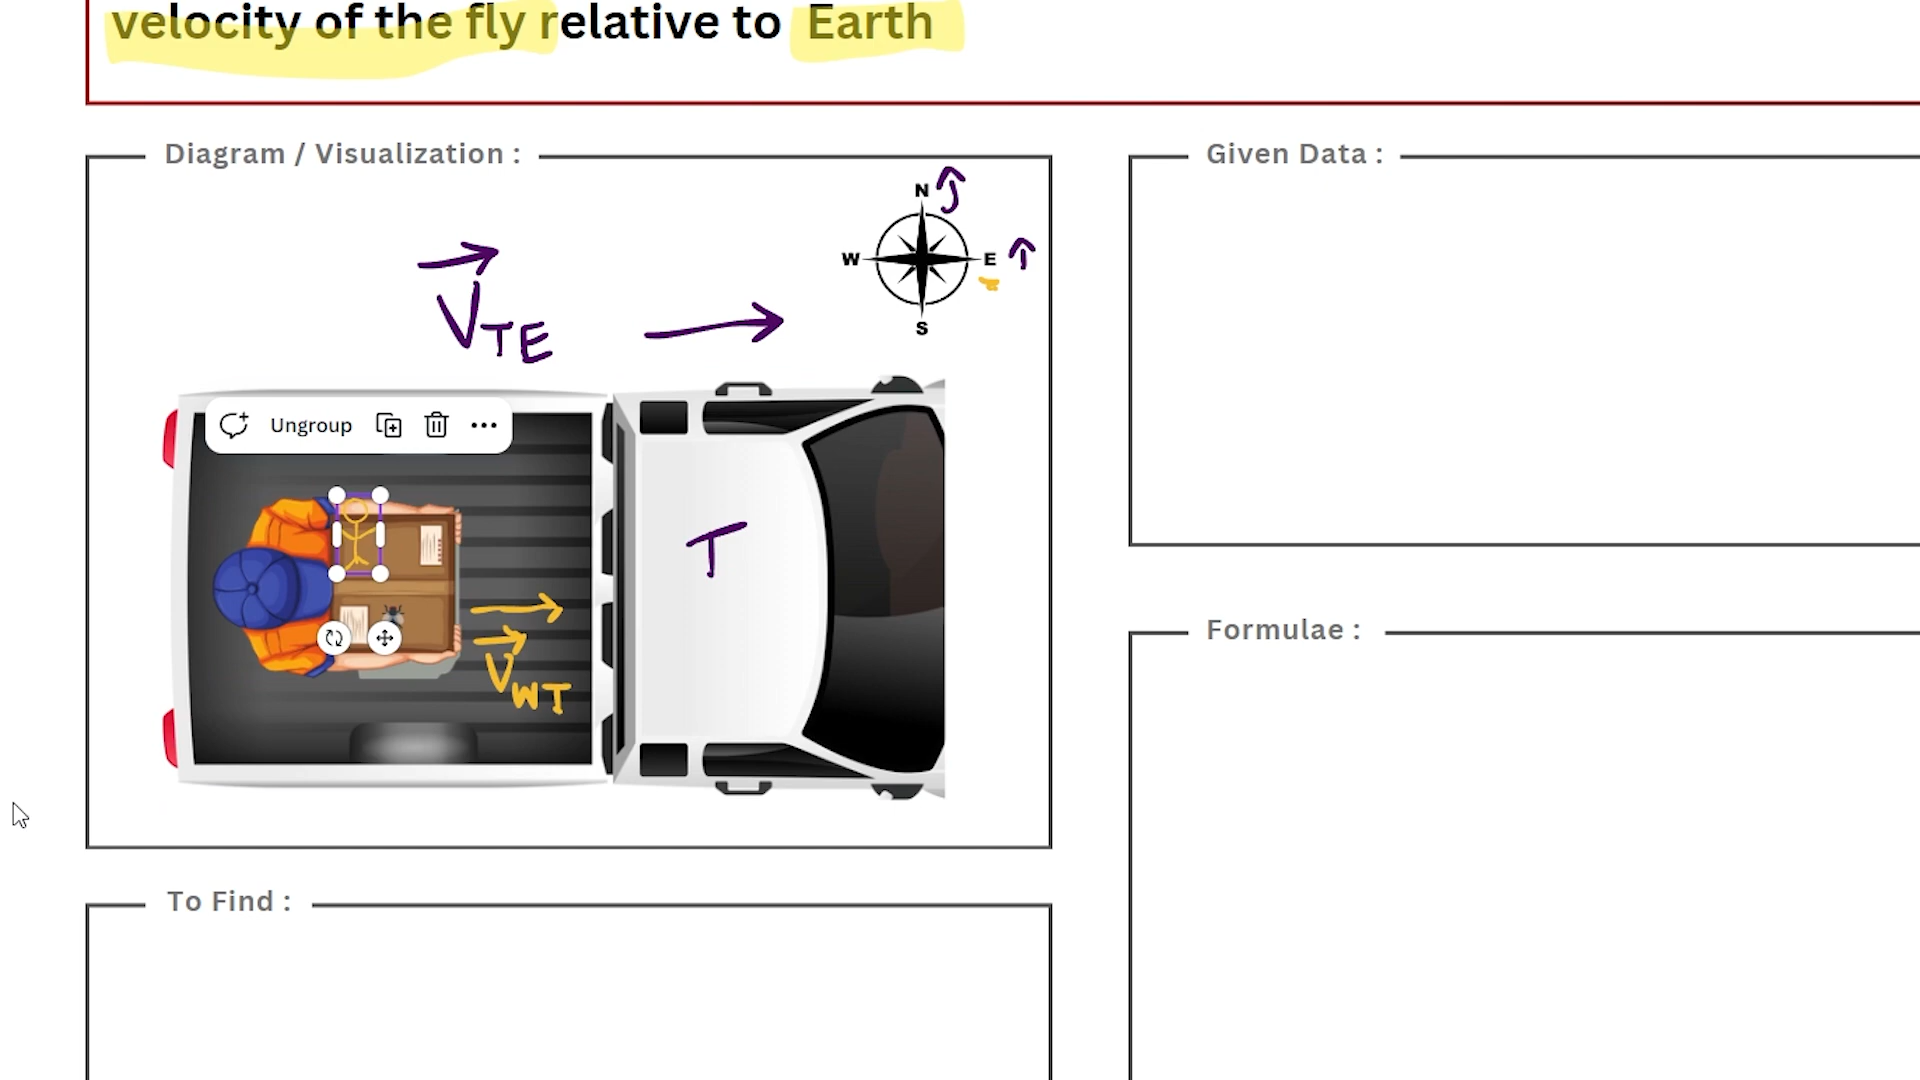 velocity of the fly relative to Earth
Diagram / Visualization :
N ĵ
W E î
S
V⃗TE
Ungroup
T
V⃗WT
To Find :
Given Data :
Formulae :